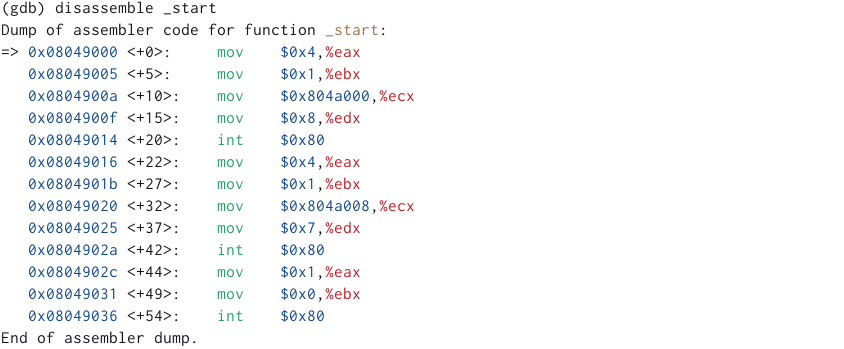 (gdb) disassemble _start
Dump of assembler code for function _start:
=> 0x08049000 <+0>:     mov    $0x4,%eax
   0x08049005 <+5>:     mov    $0x1,%ebx
   0x0804900a <+10>:    mov    $0x804a000,%ecx
   0x0804900f <+15>:    mov    $0x8,%edx
   0x08049014 <+20>:    int    $0x80
   0x08049016 <+22>:    mov    $0x4,%eax
   0x0804901b <+27>:    mov    $0x1,%ebx
   0x08049020 <+32>:    mov    $0x804a008,%ecx
   0x08049025 <+37>:    mov    $0x7,%edx
   0x0804902a <+42>:    int    $0x80
   0x0804902c <+44>:    mov    $0x1,%eax
   0x08049031 <+49>:    mov    $0x0,%ebx
   0x08049036 <+54>:    int    $0x80
End of assembler dump.